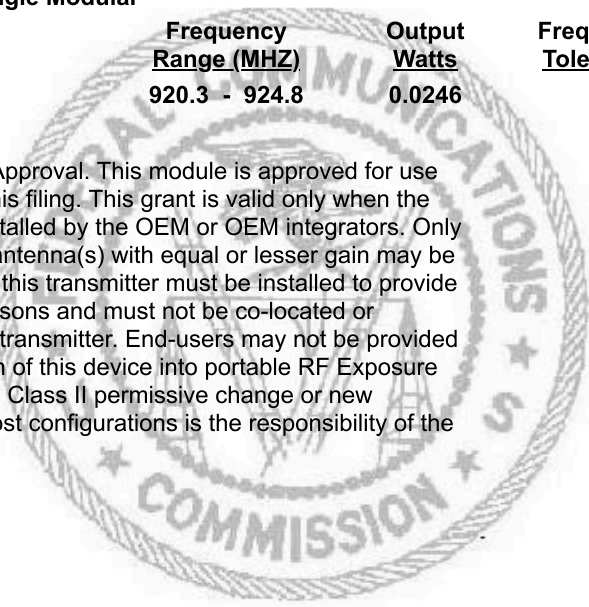 ngle Modular
Frequency Output Freq
Range (MHZ) Watts Tole
920.3 - 924.8 0.0246
Approval. This module is approved for use
is filing. This grant is valid only when the
talled by the OEM or OEM integrators. Only
antenna(s) with equal or lesser gain may be
this transmitter must be installed to provide
sons and must not be co-located or
transmitter. End-users may not be provided
n of this device into portable RF Exposure
Class II permissive change or new
ost configurations is the responsibility of the
FEDERAL COMMUNICATIONS
COMMISSION